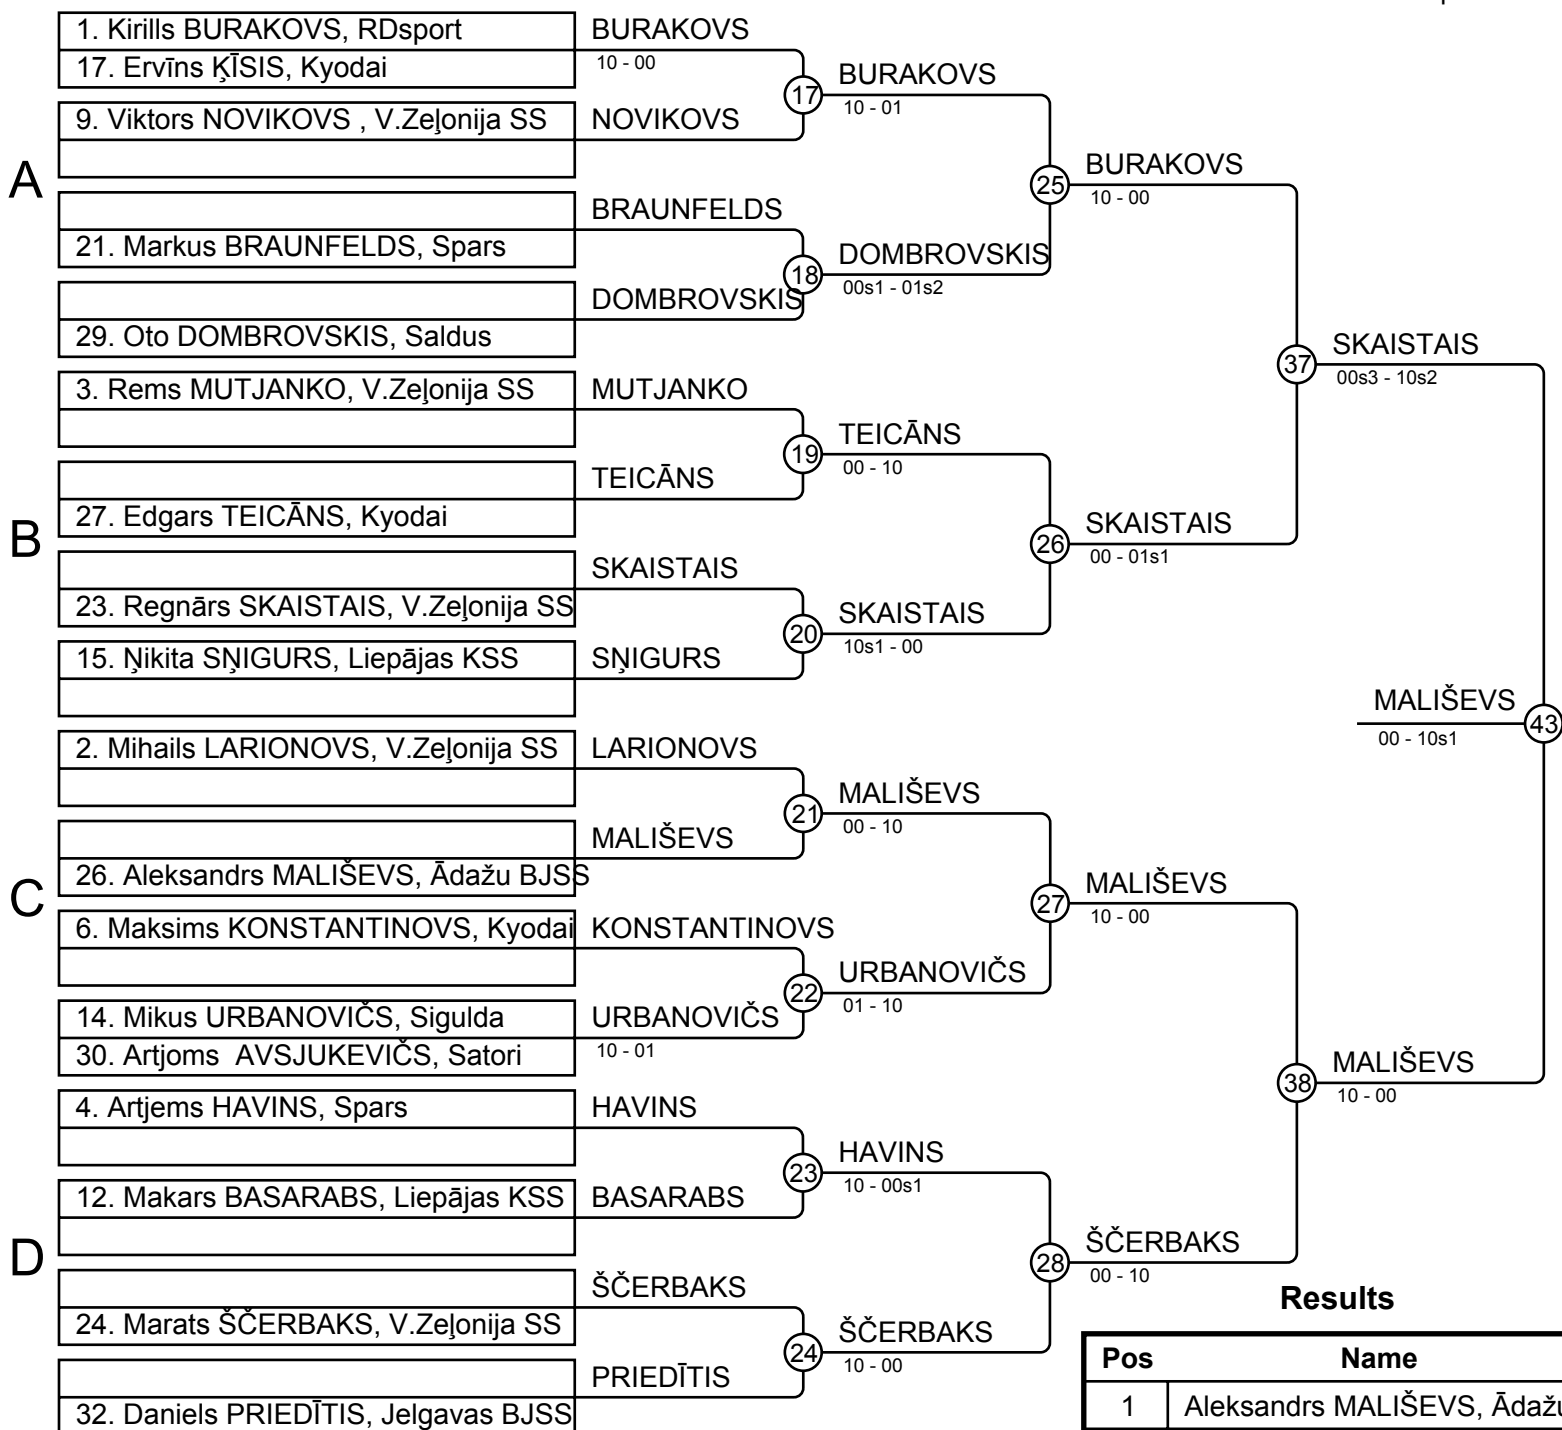 1. Kirills BURAKOVS, RDsport
17. Ervīns ĶĪSIS, Kyodai
9. Viktors NOVIKOVS , V.Zeļonija SS
A
21. Markus BRAUNFELDS, Spars
29. Oto DOMBROVSKIS, Saldus
3. Rems MUTJANKO, V.Zeļonija SS
27. Edgars TEICĀNS, Kyodai
B
23. Regnārs SKAISTAIS, V.Zeļonija SS
15. Ņikita SŅIGURS, Liepājas KSS
2. Mihails LARIONOVS, V.Zeļonija SS
26. Aleksandrs MALIŠEVS, Ādažu BJSS
C
6. Maksims KONSTANTINOVS, Kyodai
14. Mikus URBANOVIČS, Sigulda
30. Artjoms  AVSJUKEVIČS, Satori
4. Artjems HAVINS, Spars
12. Makars BASARABS, Liepājas KSS
D
24. Marats ŠČERBAKS, V.Zeļonija SS
32. Daniels PRIEDĪTIS, Jelgavas BJSS
BURAKOVS
10 - 00
NOVIKOVS
BRAUNFELDS
DOMBROVSKIS
MUTJANKO
TEICĀNS
SKAISTAIS
SŅIGURS
LARIONOVS
MALIŠEVS
KONSTANTINOVS
URBANOVIČS
10 - 01
HAVINS
BASARABS
ŠČERBAKS
PRIEDĪTIS
17
BURAKOVS
10 - 01
18
DOMBROVSKIS
00s1 - 01s2
19
TEICĀNS
00 - 10
20
SKAISTAIS
10s1 - 00
21
MALIŠEVS
00 - 10
22
URBANOVIČS
01 - 10
23
HAVINS
10 - 00s1
24
ŠČERBAKS
10 - 00
25
BURAKOVS
10 - 00
26
SKAISTAIS
00 - 01s1
27
MALIŠEVS
10 - 00
28
ŠČERBAKS
00 - 10
37
SKAISTAIS
00s3 - 10s2
38
MALIŠEVS
10 - 00
MALIŠEVS
43
00 - 10s1
Results
Pos Name
1 Aleksandrs MALIŠEVS, Ādažu